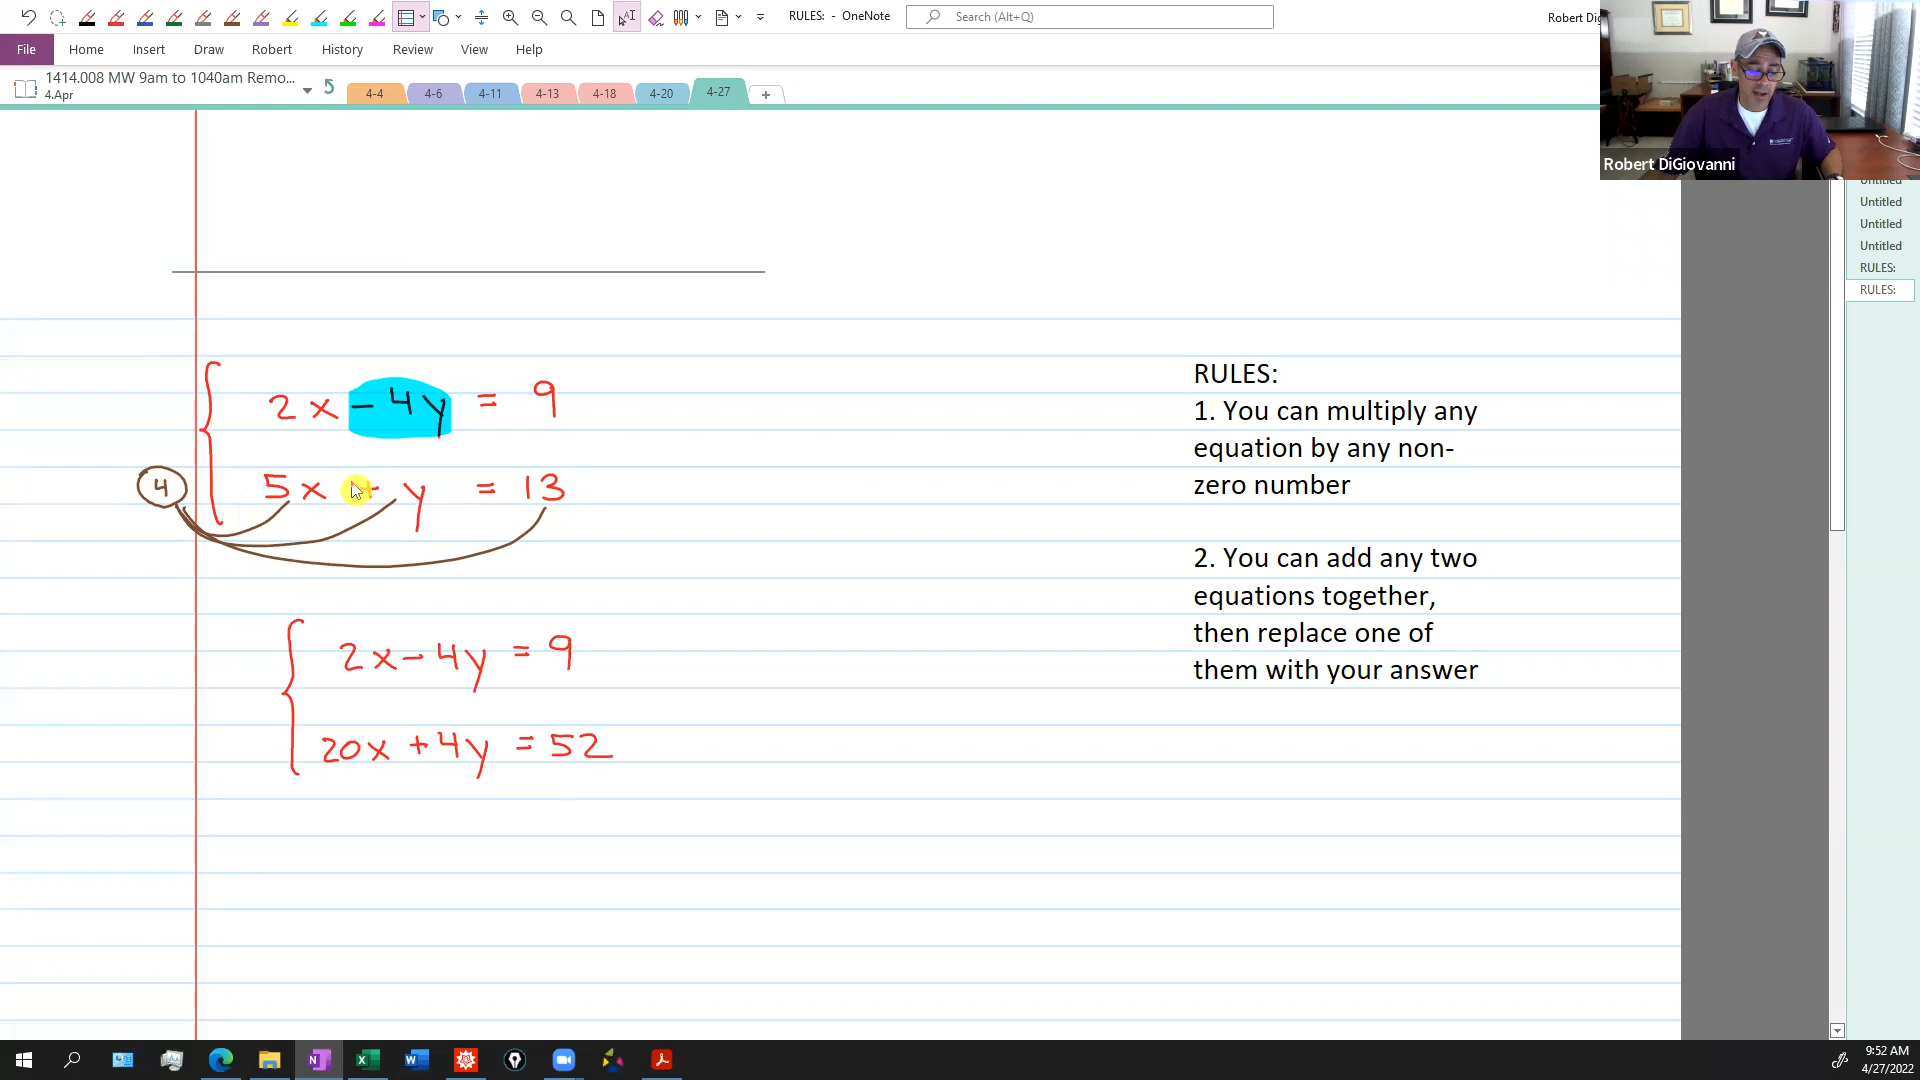 RULES: - OneNote
Search (Alt+Q)
Robert Di
File
Home
Insert
Draw
Robert
History
Review
View
Help
1414.008 MW 9am to 1040am Remo...
4.Apr
4-4
4-6
4-11
4-13
4-18
4-20
4-27
Robert DiGiovanni
Untitled
Untitled
Untitled
Untitled
RULES:
RULES:
2x - 4y = 9
4
5x + y = 13
2x - 4y = 9
20x + 4y = 52
RULES:
1. You can multiply any
equation by any non-
zero number
2. You can add any two
equations together,
then replace one of
them with your answer
9:52 AM
4/27/2022